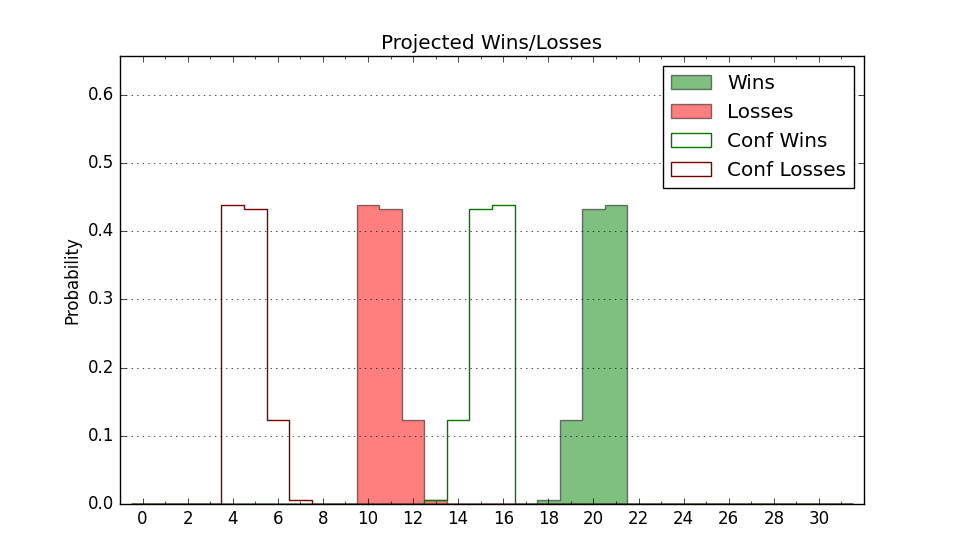 Projected Wins/Losses
Probability
0.6
0.5
0.4
0.3
0.2
0.1
0.0
0 2 4 6 8 10 12 14 16 18 20 22 24 26 28 30
Wins
Losses
Conf Wins
Conf Losses